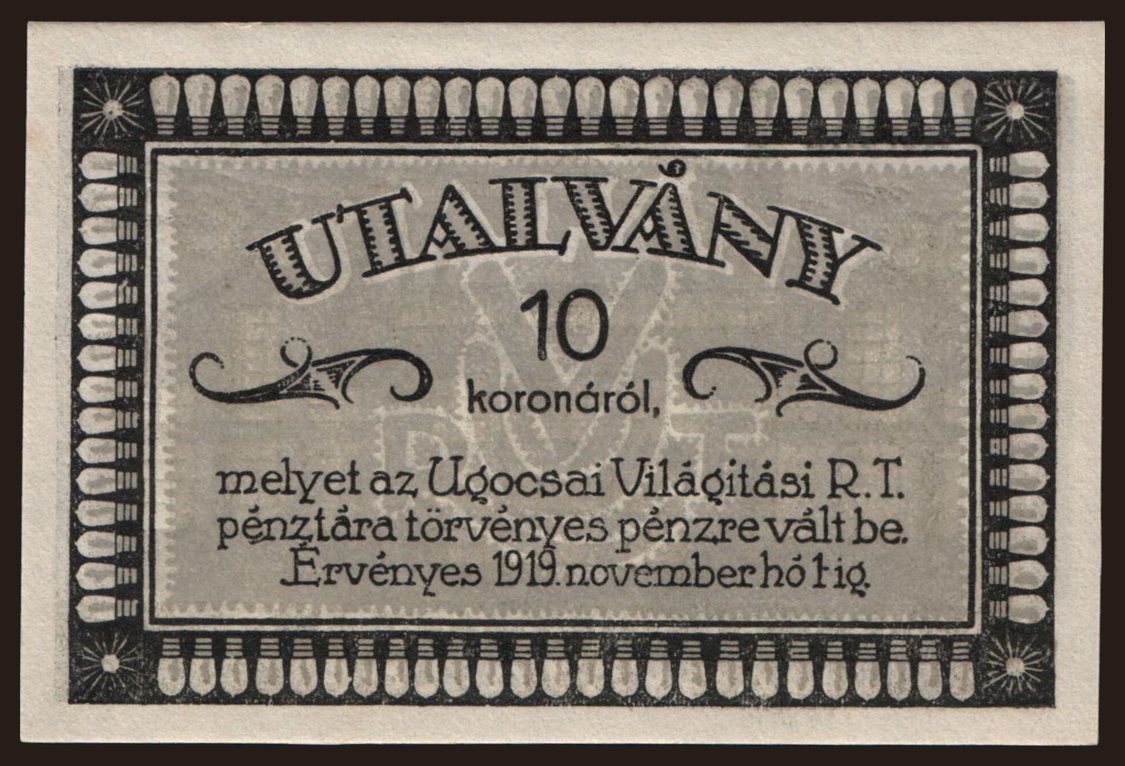 UTALVÁNY
10
koronáról,
melyet az Ugocsai Világitási R.T.
pénztára törvényes pénzre vált be.
Érvényes 1919. november hó 1 ig.